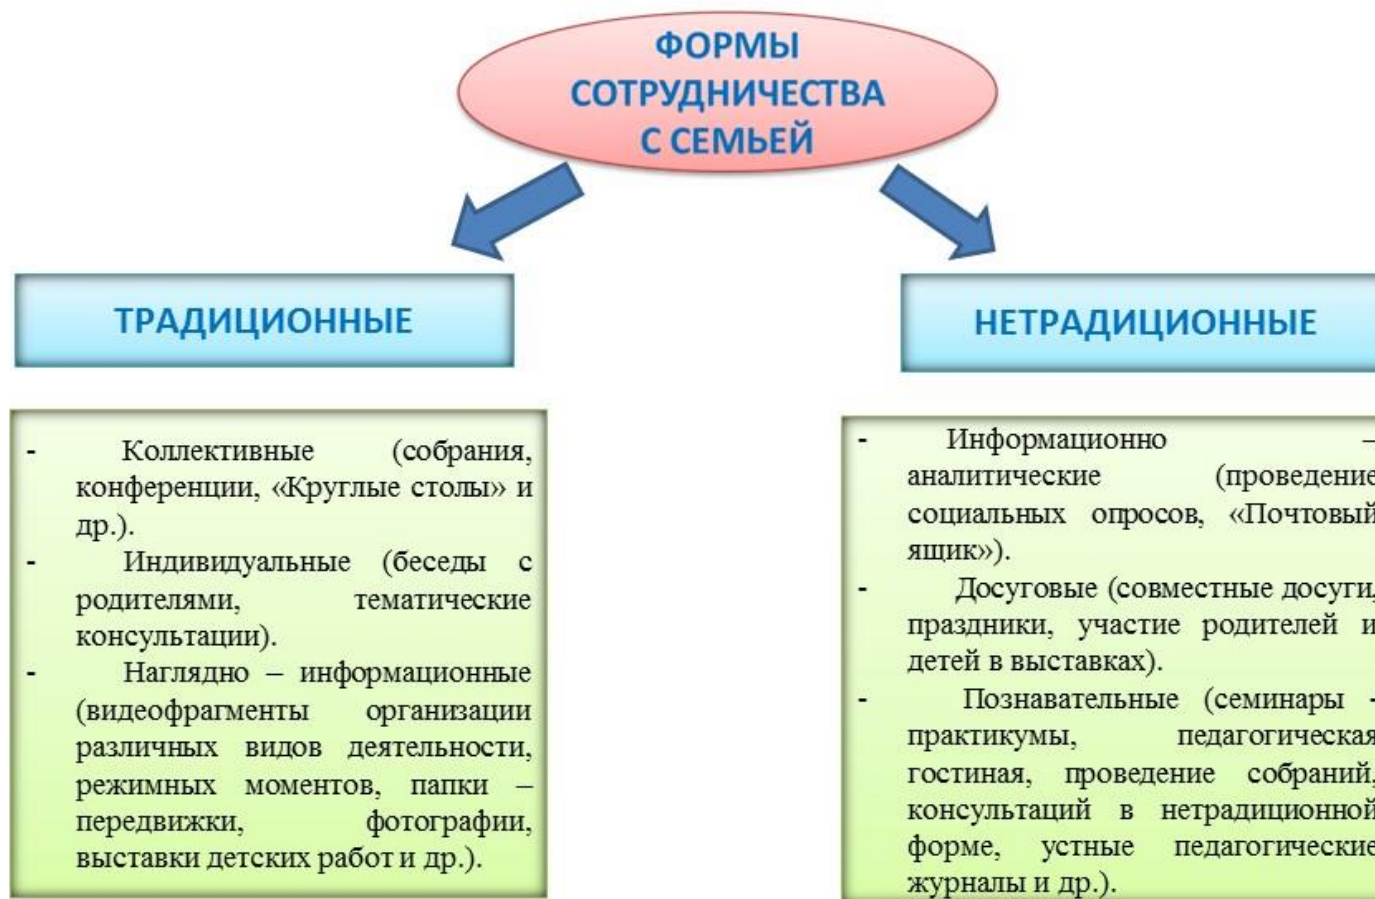 ФОРМЫ
СОТРУДНИЧЕСТВА
С СЕМЬЕЙ
ТРАДИЦИОННЫЕ
- Коллективные (собрания,
конференции, «Круглые столы» и
др.).
- Индивидуальные (беседы с
родителями, тематические
консультации).
- Наглядно – информационные
(видеофрагменты организации
различных видов деятельности,
режимных моментов, папки –
передвижки, фотографии,
выставки детских работ и др.).
НЕТРАДИЦИОННЫЕ
- Информационно –
аналитические (проведение
социальных опросов, «Почтовый
ящик»).
- Досуговые (совместные досуги,
праздники, участие родителей и
детей в выставках).
- Познавательные (семинары -
практикумы, педагогическая
гостиная, проведение собраний,
консультаций в нетрадиционной
форме, устные педагогические
журналы и др.).